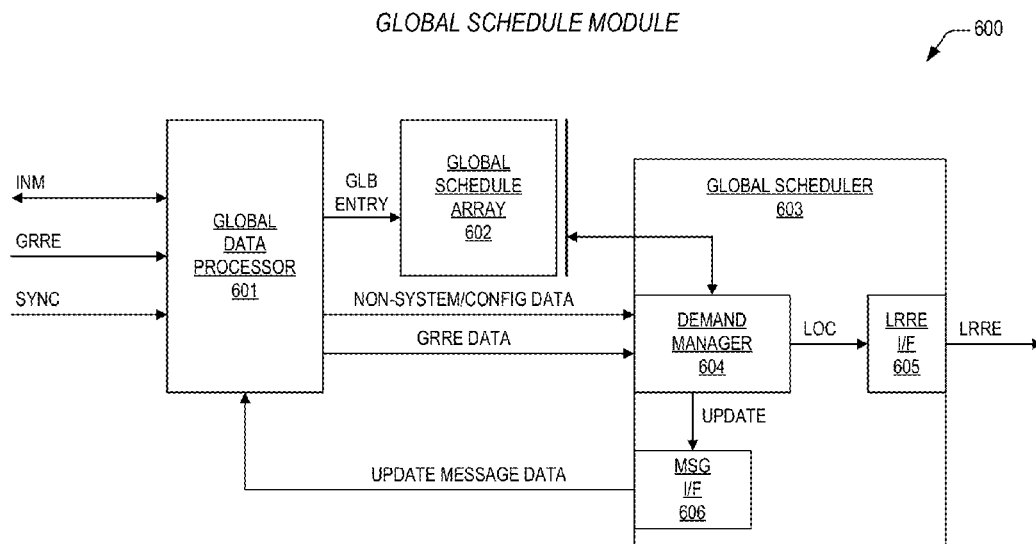 GLOBAL SCHEDULE MODULE
600
INM
GRRE
SYNC
GLOBAL
DATA
PROCESSOR
601
GLB
ENTRY
GLOBAL
SCHEDULE
ARRAY
602
GLOBAL SCHEDULER
603
NON-SYSTEM/CONFIG DATA
GRRE DATA
DEMAND
MANAGER
604
LOC
LRRE
I/F
605
LRRE
UPDATE
UPDATE MESSAGE DATA
MSG
I/F
606